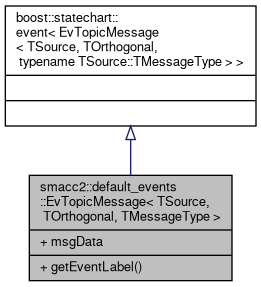 boost::statechart::
event< EvTopicMessage
< TSource, TOrthogonal,
typename TSource::TMessageType > >
smacc2::default_events
::EvTopicMessage< TSource,
TOrthogonal, TMessageType >
+ msgData
+ getEventLabel()